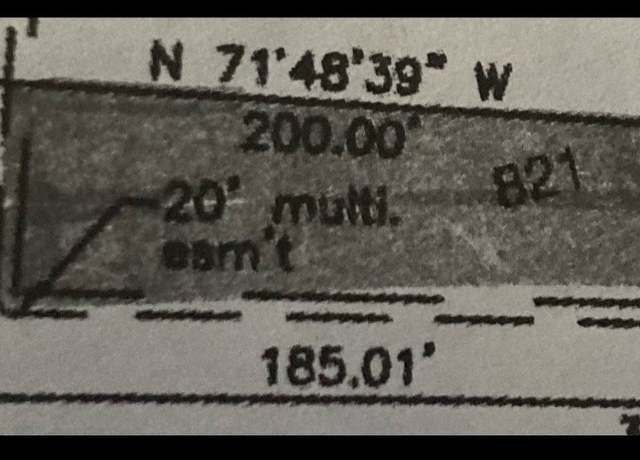 N 71°48'39" W
200.00'
821
20' multi.
esm't
185.01'